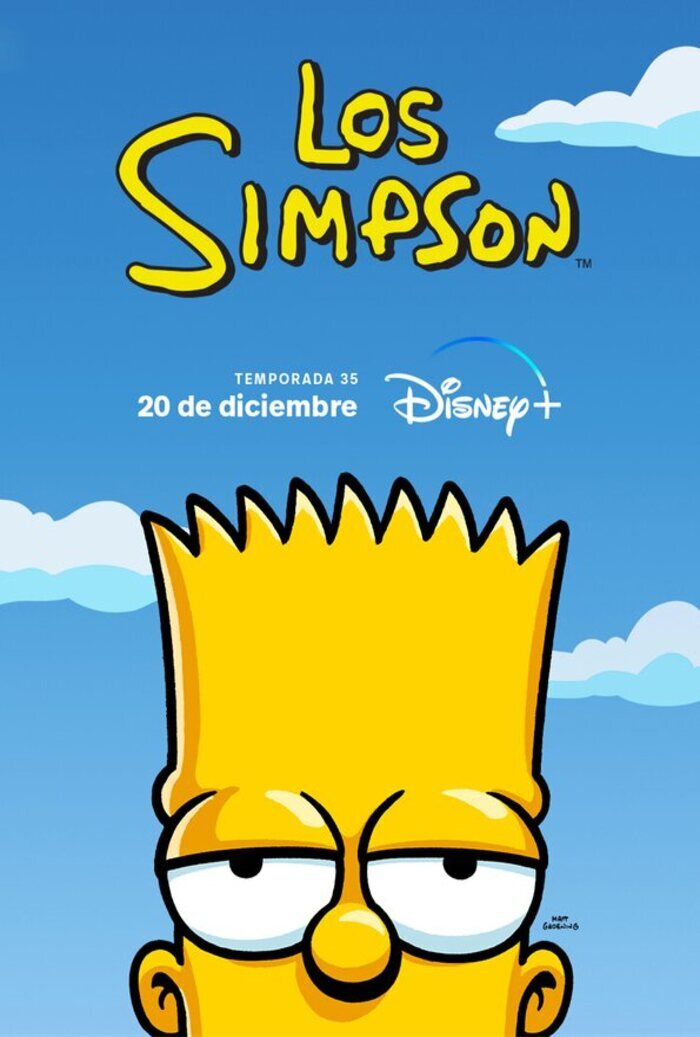 LOS
SIMPSON
TM
TEMPORADA 35
20 de diciembre
Disney+
MATT
GROENING